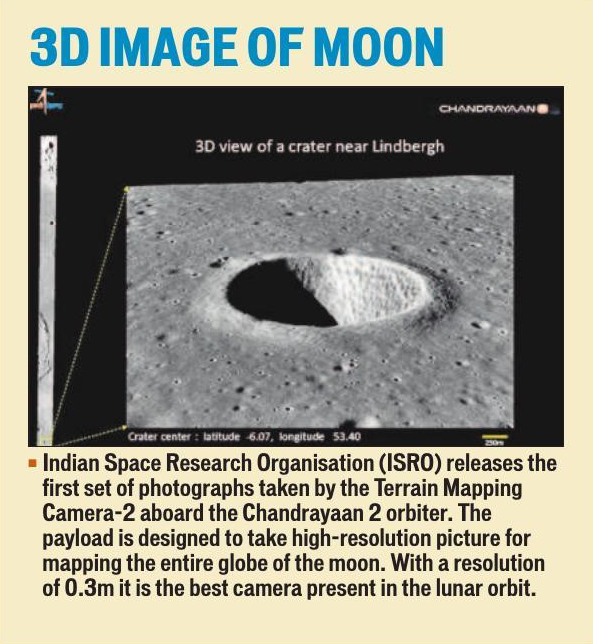 3D IMAGE OF MOON
CHANDRAYAAN
3D view of a crater near Lindbergh
Crater center : latitude -6.07, longitude 53.40
250m
Indian Space Research Organisation (ISRO) releases the
first set of photographs taken by the Terrain Mapping
Camera-2 aboard the Chandrayaan 2 orbiter. The
payload is designed to take high-resolution picture for
mapping the entire globe of the moon. With a resolution
of 0.3m it is the best camera present in the lunar orbit.